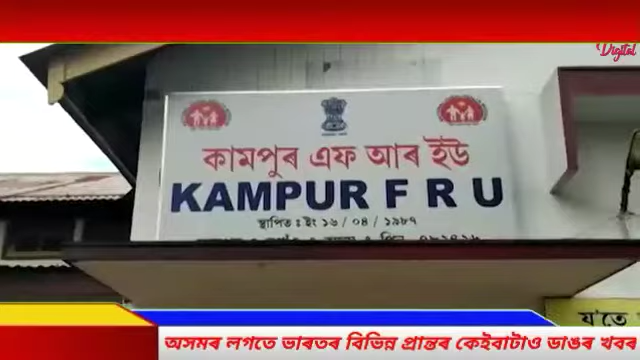 Digital
কামপুৰ এফ আৰ ইউ
KAMPUR F R U
স্থাপিত : ইং ১৬ / ০৪ / ১৯৮৭
য'তে
অসমৰ লগতে ভাৰতৰ বিভিন্ন প্ৰান্তৰ কেইবাটাও ডাঙৰ খবৰ